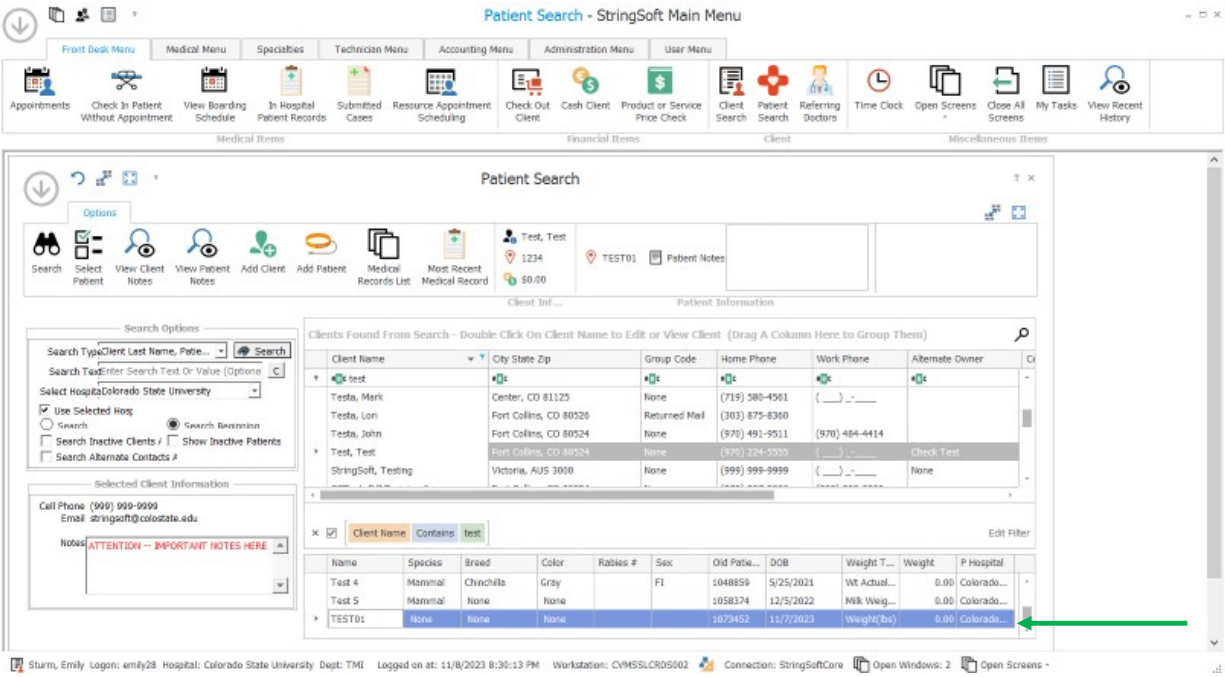 Patient Search - StringSoft Main Menu
Front Desk Menu Medical Menu Specialties Technician Menu Accounting Menu Administration Menu User Menu
Appointments Check In Patient Without Appointment View Boarding Schedule In Hospital Patient Records Submitted Cases Resource Appointment Scheduling Check Out Client Cash Client Product or Service Price Check Client Search Patient Search Referring Doctors Time Clock Open Screens Close All Screens My Tasks View Recent History
Medical Items Financial Items Client Miscellaneous Items
Patient Search
Options
Search Select Patient View Client Notes View Patient Notes Add Client Add Patient Medical Records List Most Recent Medical Record
Test, Test
1234
$0.00
TEST01 Patient Notes
Client Inf... Patient Information
Search Options
Search Type Client Last Name, Patie... Search
Search Text Enter Search Text Or Value (Optiona C
Select Hospita Colorado State University
Use Selected Hosp
Search Search Beginning
Search Inactive Clients / Show Inactive Patients
Search Alternate Contacts A
Selected Client Information
Cell Phone (999) 999-9999
Email stringsoft@colostate.edu
Notes ATTENTION -- IMPORTANT NOTES HERE
Clients Found From Search - Double Click On Client Name to Edit or View Client (Drag A Column Here to Group Them)
Client Name City State Zip Group Code Home Phone Work Phone Alternate Owner
test
Testa, Mark Center, CO 81125 None (719) 580-4561 (___) _-____
Testa, Lori Fort Collins, CO 80526 Returned Mail (303) 875-8360
Testa, John Fort Collins, CO 80524 None (970) 491-9511 (970) 484-4414
Test, Test Fort Collins, CO 80524 None (970) 224-5555 (___) _-____ Check Test
StringSoft, Testing Victoria, AUS 3000 None (999) 999-9999 (___) _-____ None
Client Name Contains test Edit Filter
Name Species Breed Color Rabies # Sex Old Patie... DOB Weight T... Weight P Hospital
Test 4 Mammal Chinchilla Gray FI 1048859 5/25/2021 Wt Actual... 0.00 Colorado...
Test 5 Mammal None None 1058374 12/5/2022 Milk Weig... 0.00 Colorado...
TEST01 None None None 1073452 11/7/2023 Weight(lbs) 0.00 Colorado...
Sturm, Emily Logon: emily28 Hospital: Colorado State University Dept: TMI Logged on at: 11/8/2023 8:30:13 PM Workstation: CVMSSLCRDS002 Connection: StringSoftCore Open Windows: 2 Open Screens -